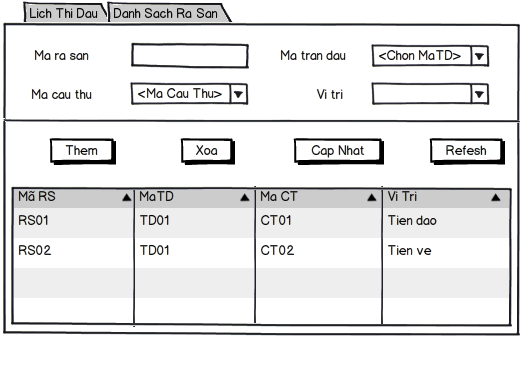 Lich Thi Dau Danh Sach Ra San
Ma ra san Ma tran dau <Chon MaTD>
Ma cau thu <Ma Cau Thu> Vi tri
Them Xoa Cap Nhat Refesh
Mã RS MaTD Ma CT Vi Tri
RS01 TD01 CT01 Tien dao
RS02 TD01 CT02 Tien ve